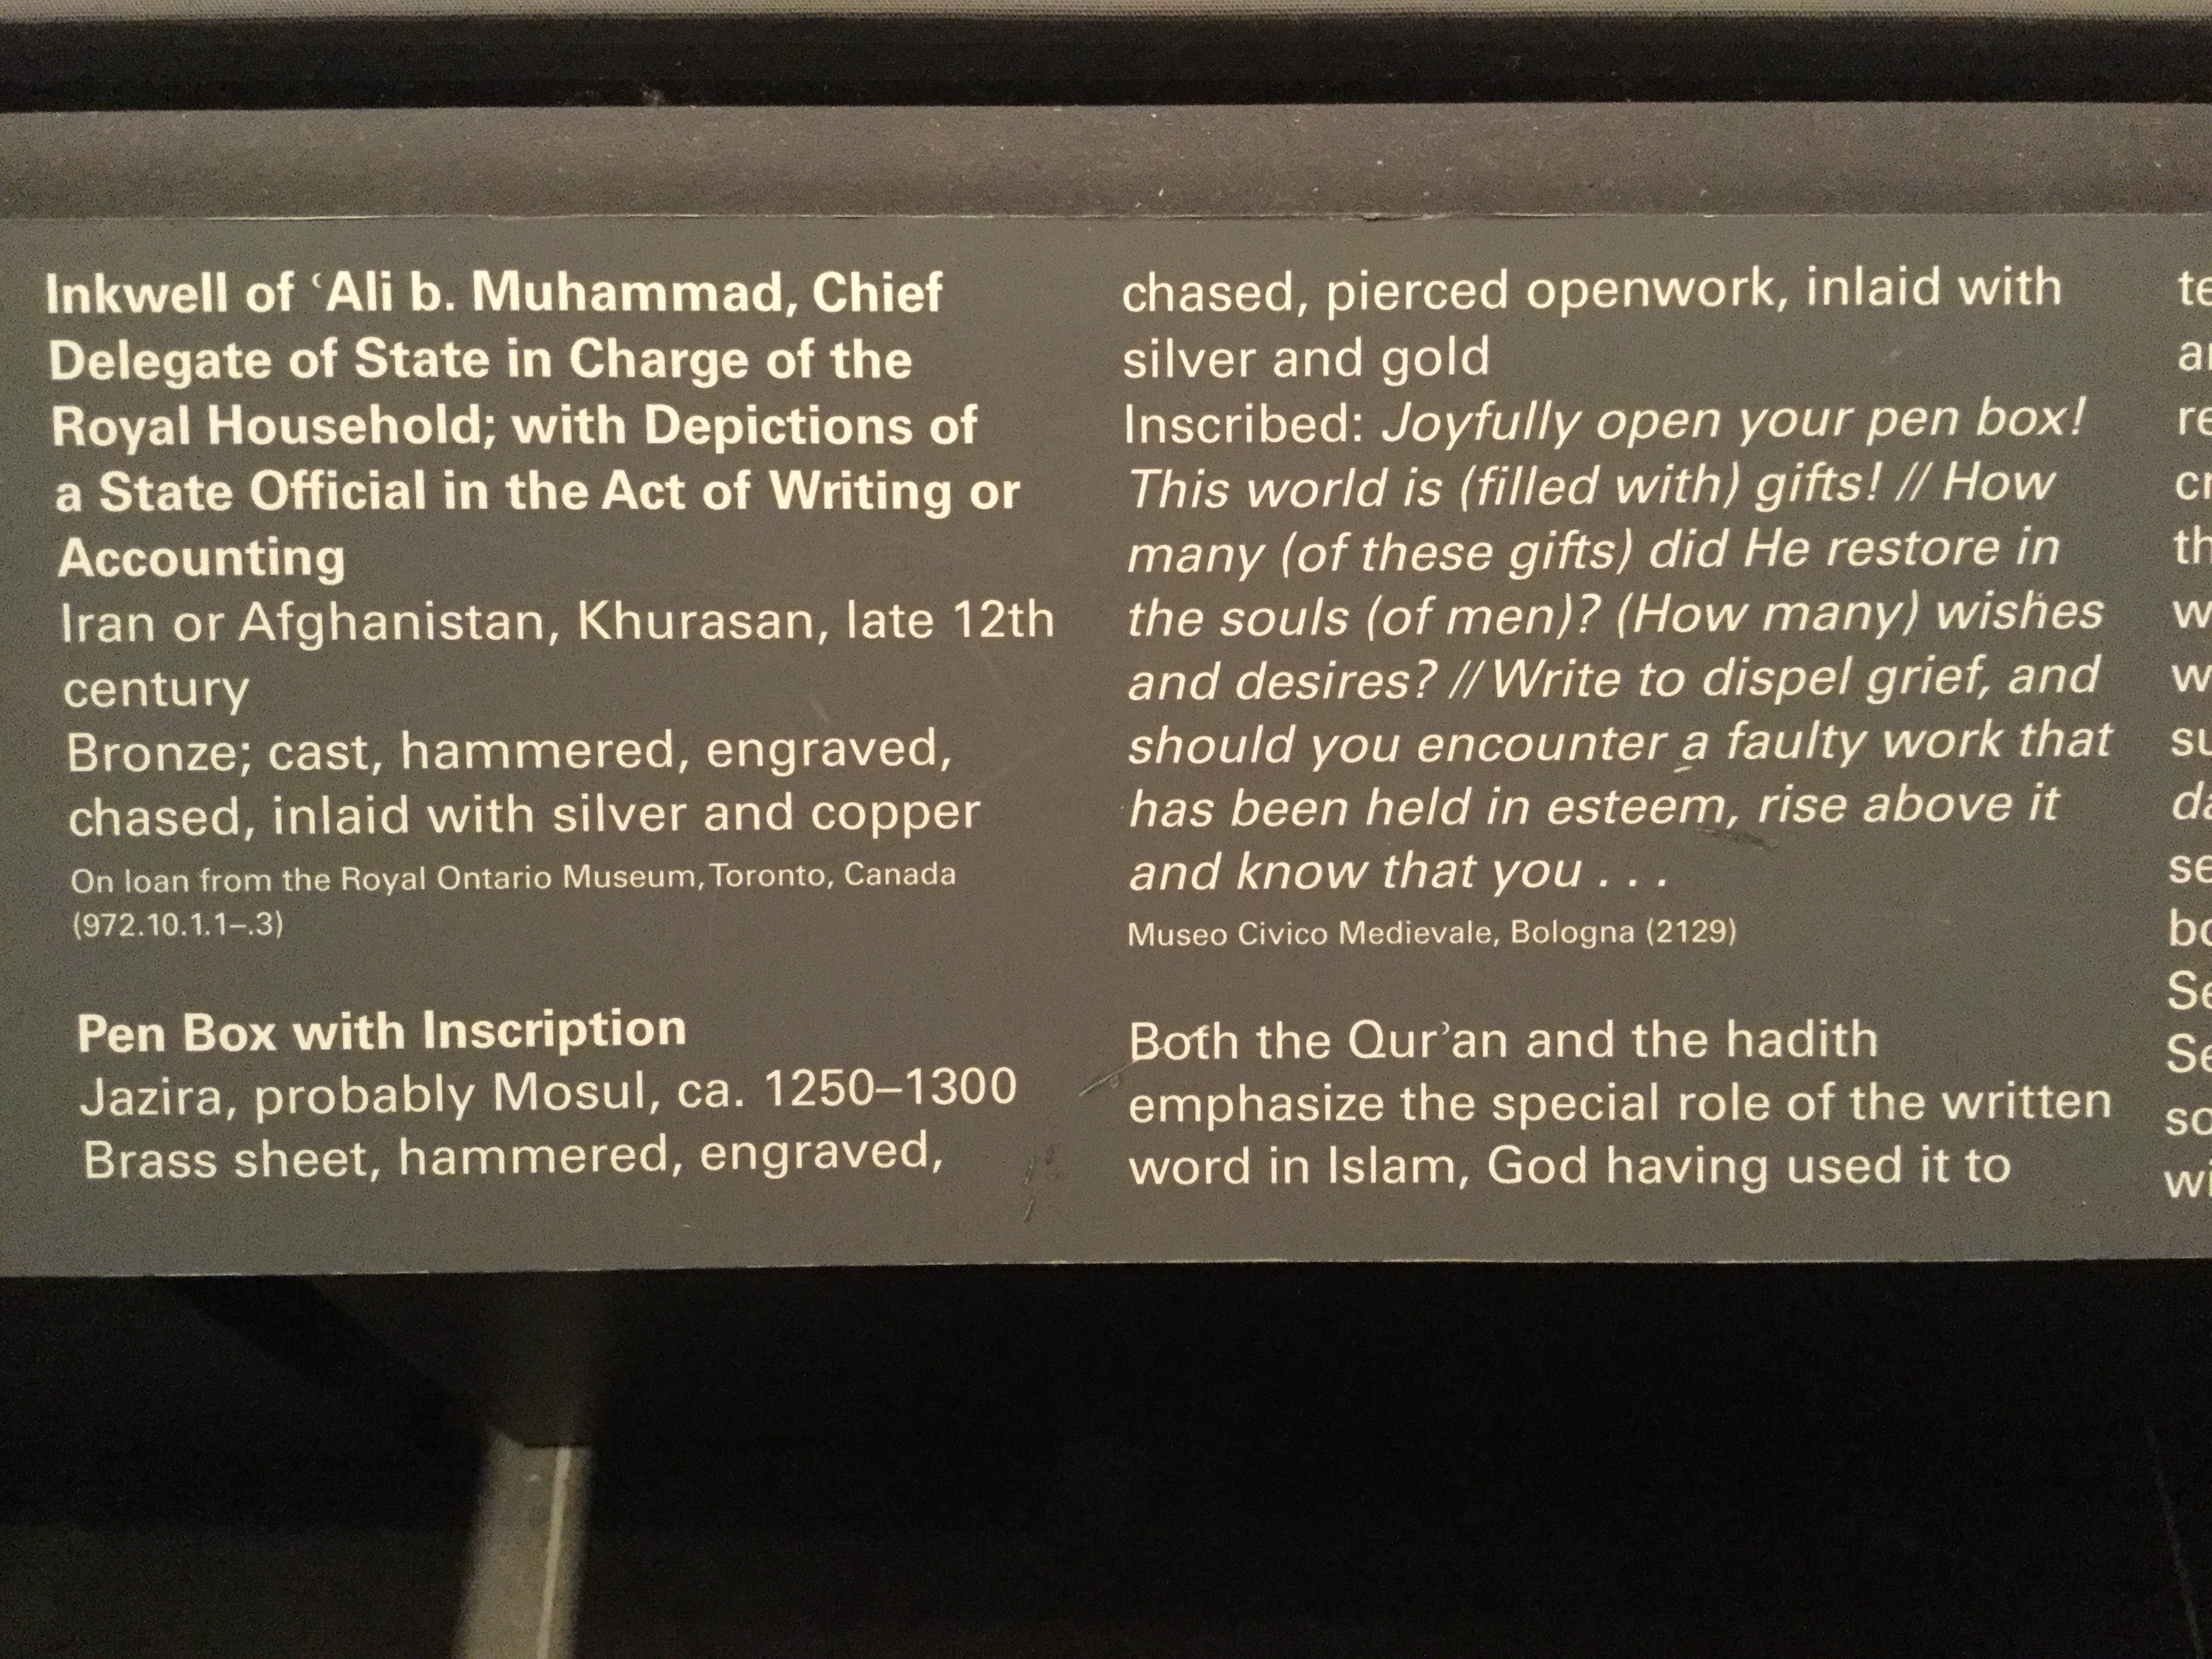 Inkwell of ʿAli b. Muhammad, Chief
Delegate of State in Charge of the
Royal Household; with Depictions of
a State Official in the Act of Writing or
Accounting
Iran or Afghanistan, Khurasan, late 12th
century
Bronze; cast, hammered, engraved,
chased, inlaid with silver and copper
On loan from the Royal Ontario Museum, Toronto, Canada
(972.10.1.1–.3)
Pen Box with Inscription
Jazira, probably Mosul, ca. 1250–1300
Brass sheet, hammered, engraved,
chased, pierced openwork, inlaid with
silver and gold
Inscribed: Joyfully open your pen box!
This world is (filled with) gifts! // How
many (of these gifts) did He restore in
the souls (of men)? (How many) wishes
and desires? // Write to dispel grief, and
should you encounter a faulty work that
has been held in esteem, rise above it
and know that you . . .
Museo Civico Medievale, Bologna (2129)
Both the Qurʾan and the hadith
emphasize the special role of the written
word in Islam, God having used it to